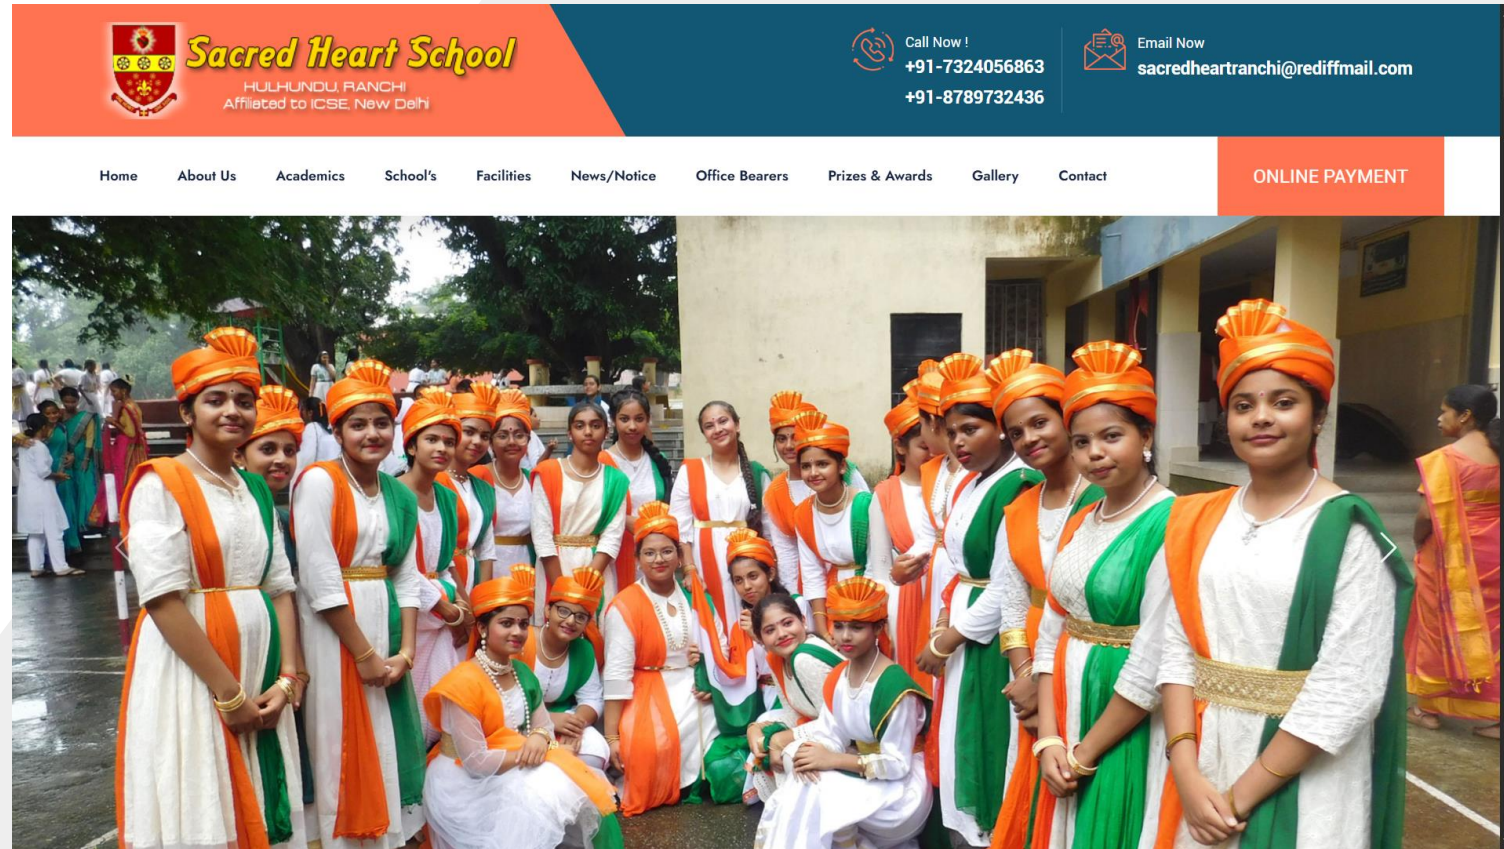 Sacred Heart School
HULHUNDU, RANCHI
Affiliated to ICSE, New Delhi
Call Now !
+91-7324056863
+91-8789732436
Email Now
sacredheartranchi@rediffmail.com
Home About Us Academics School's Facilities News/Notice Office Bearers Prizes & Awards Gallery Contact ONLINE PAYMENT